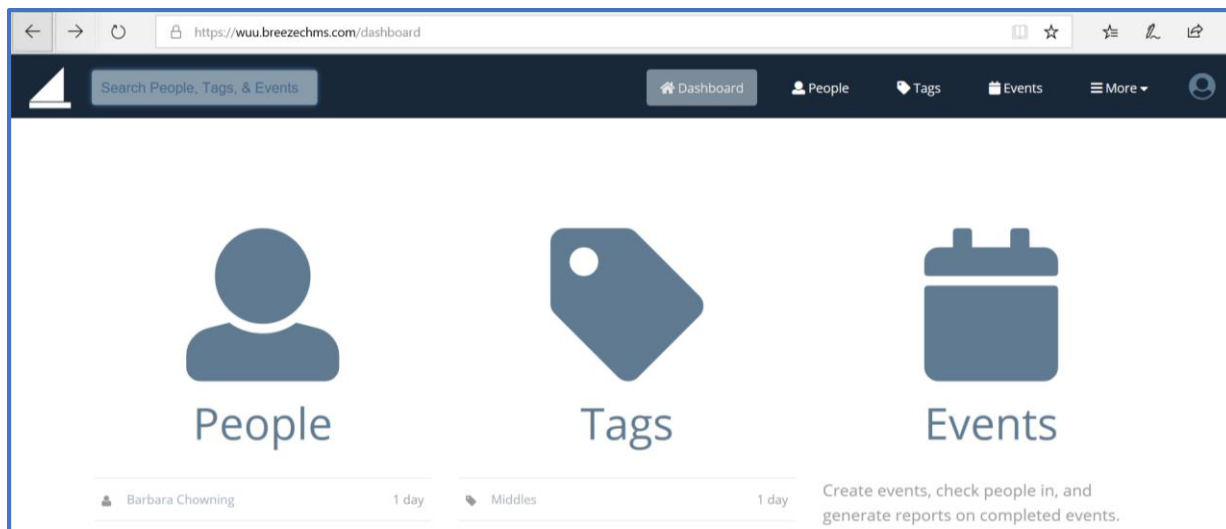 https://wuu.breezechms.com/dashboard
Search People, Tags, & Events
Dashboard
People
Tags
Events
More
People
Tags
Events
Barbara Chowning 1 day
Middles 1 day
Create events, check people in, and
generate reports on completed events.